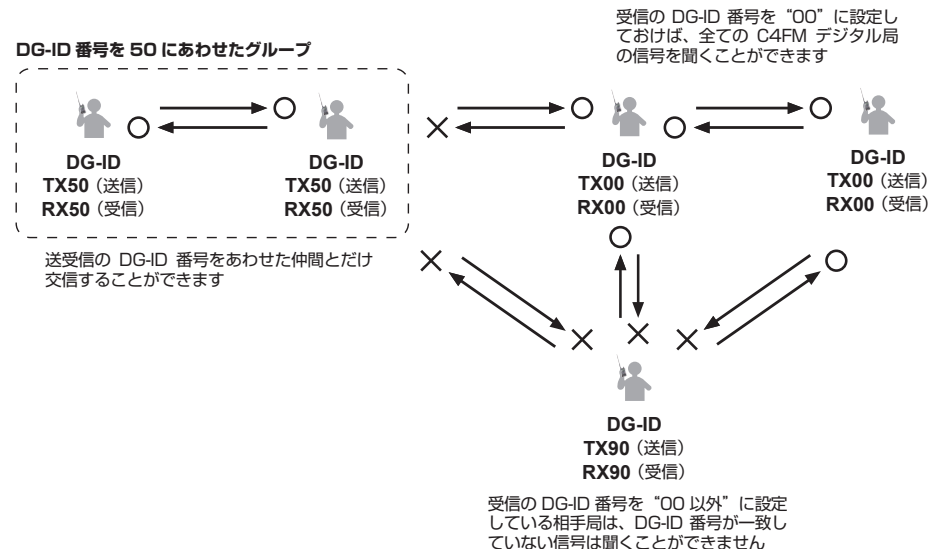 受信の DG-ID 番号を “00” に設定し
ておけば、全ての C4FM デジタル局
の信号を聞くことができます
DG-ID 番号を 50 にあわせたグループ
DG-ID
TX50（送信）
RX50（受信）
DG-ID
TX50（送信）
RX50（受信）
DG-ID
TX00（送信）
RX00（受信）
DG-ID
TX00（送信）
RX00（受信）
送受信の DG-ID 番号をあわせた仲間とだけ
交信することができます
DG-ID
TX90（送信）
RX90（受信）
受信の DG-ID 番号を “00 以外” に設定
している相手局は、DG-ID 番号が一致し
ていない信号は聞くことができません